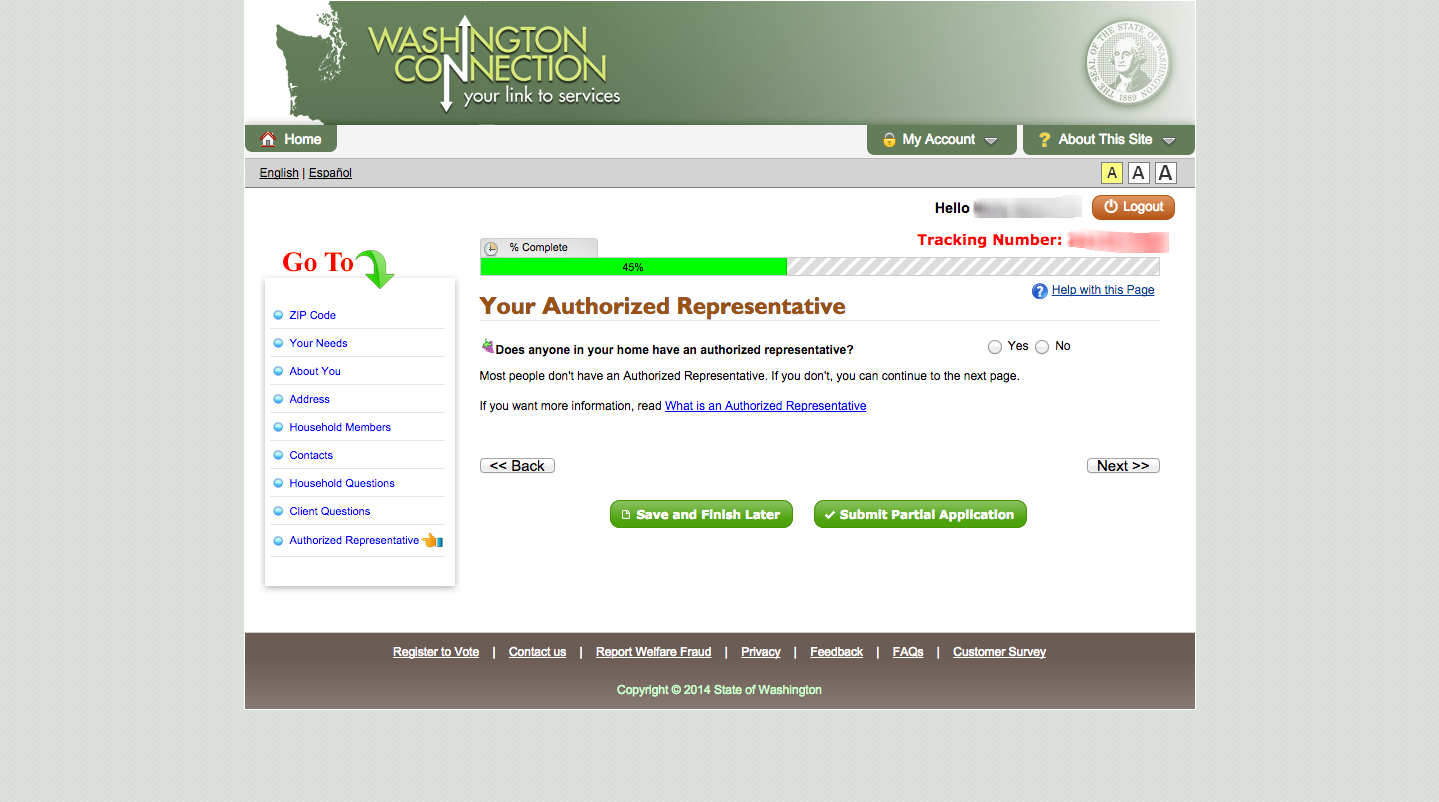 WASHINGTON
CONNECTION
your link to services
THE SEAL OF THE STATE OF WASHINGTON
1889
Home
My Account
? About This Site
English | Español
A A A
Hello
Logout
Tracking Number:
% Complete
45%
? Help with this Page
Go To
ZIP Code
Your Needs
About You
Address
Household Members
Contacts
Household Questions
Client Questions
Authorized Representative
Your Authorized Representative
Does anyone in your home have an authorized representative? Yes No
Most people don't have an Authorized Representative. If you don't, you can continue to the next page.
If you want more information, read What is an Authorized Representative
<< Back Next >>
Save and Finish Later Submit Partial Application
Register to Vote | Contact us | Report Welfare Fraud | Privacy | Feedback | FAQs | Customer Survey
Copyright © 2014 State of Washington